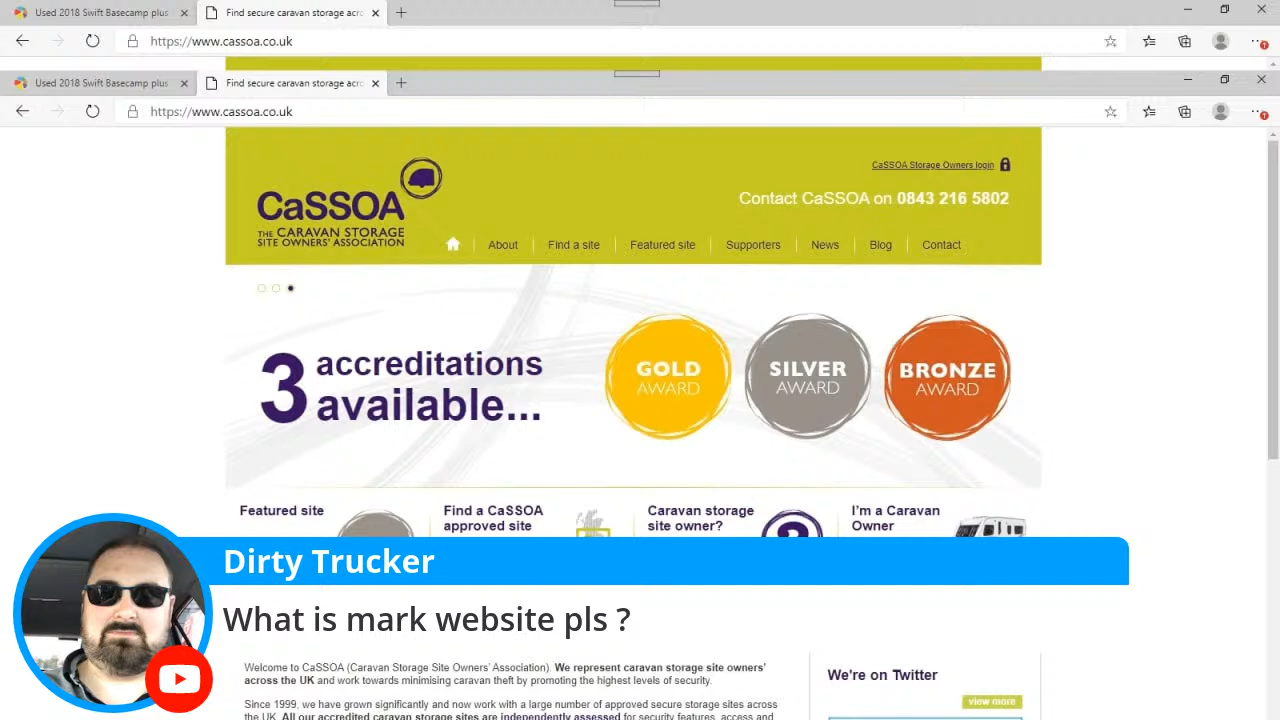 Used 2018 Swift Basecamp plus
Find secure caravan storage acro
https://www.cassoa.co.uk
Used 2018 Swift Basecamp plus
Find secure caravan storage acro
https://www.cassoa.co.uk
CaSSOA Storage Owners login
Contact CaSSOA on 0843 216 5802
CaSSOA
THE CARAVAN STORAGE
SITE OWNERS' ASSOCIATION
About
Find a site
Featured site
Supporters
News
Blog
Contact
3 accreditations
available...
GOLD
AWARD
SILVER
AWARD
BRONZE
AWARD
Featured site
Find a CaSSOA
approved site
Caravan storage
site owner?
?
I'm a Caravan
Owner
Dirty Trucker
What is mark website pls ?
Welcome to CaSSOA (Caravan Storage Site Owners' Association). We represent caravan storage site owners'
across the UK and work towards minimising caravan theft by promoting the highest levels of security.
Since 1999, we have grown significantly and now work with a large number of approved secure storage sites across
the UK. All our accredited caravan storage sites are independently assessed for security features, access and
We're on Twitter
view more